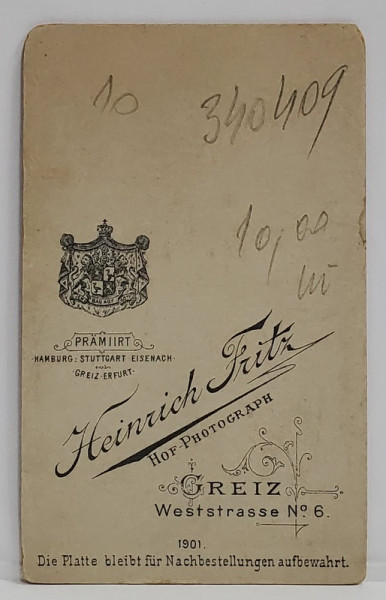 10
340409
10,00
PRÄMIIRT
HAMBURG: STUTTGART EISENACH
GREIZ-ERFURT.
Heinrich Fritz
HOF-PHOTOGRAPH
GREIZ
Weststrasse No. 6.
1901.
Die Platte bleibt für Nachbestellungen aufbewahrt.